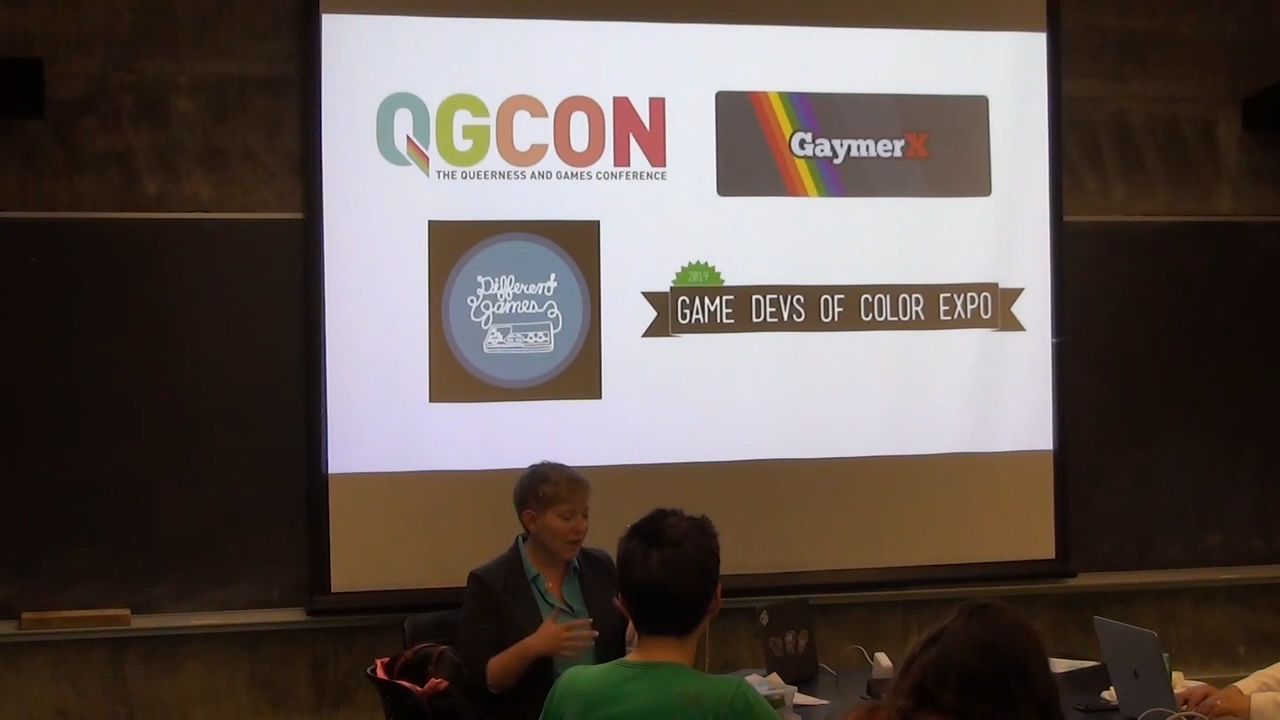 QGCON
THE QUEERNESS AND GAMES CONFERENCE
GaymerX
Different
Games
2019
GAME DEVS OF COLOR EXPO